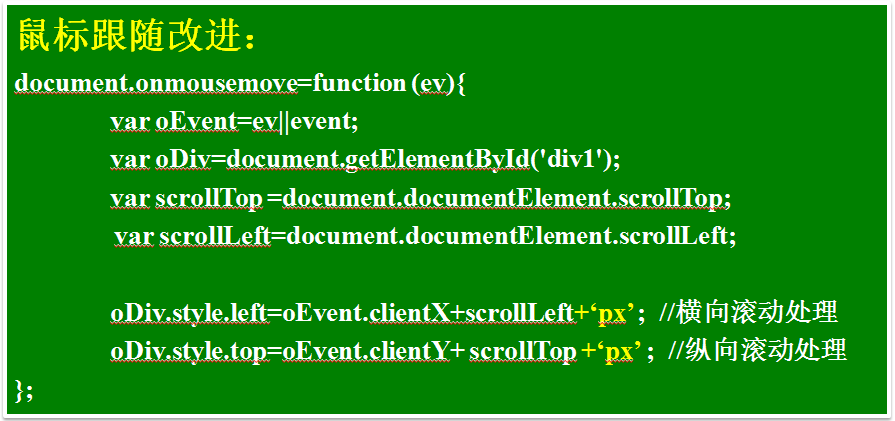 鼠标跟随改进：
document.onmousemove=function (ev){
var oEvent=ev||event;
var oDiv=document.getElementById('div1');
var scrollTop =document.documentElement.scrollTop;
var scrollLeft=document.documentElement.scrollLeft;
oDiv.style.left=oEvent.clientX+scrollLeft+‘px’ ; //横向滚动处理
oDiv.style.top=oEvent.clientY+ scrollTop +‘px’ ; //纵向滚动处理
};